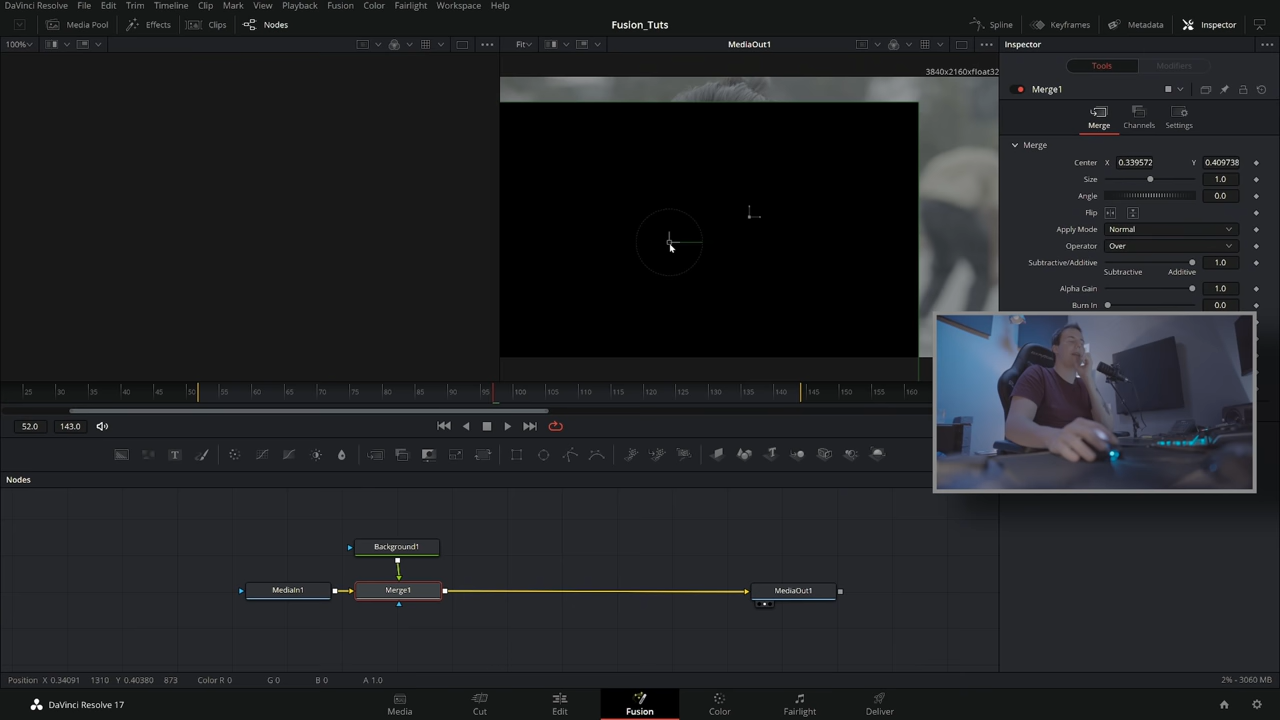 DaVinci Resolve File Edit Trim Timeline Clip Mark View Playback Fusion Color Fairlight Workspace Help
Media Pool Effects Clips Nodes Fusion_Tuts Spline Keyframes Metadata Inspector
100% Fit MediaOut1 Inspector
3840x2160xfloat32
Tools Modifiers
Merge1
Merge Channels Settings
Merge
Center X 0.339572 Y 0.409738
Size 1.0
Angle 0.0
Flip
Apply Mode Normal
Operator Over
Subtractive/Additive 1.0
Subtractive Additive
Alpha Gain 1.0
Burn In 0.0
25 30 35 40 45 50 55 60 65 70 75 80 85 90 100 105 110 115 120 125 130 135 140 145 150 155 160
52.0 143.0
Nodes
Background1
MediaIn1 Merge1 MediaOut1
Position X 0.34091 1310 Y 0.40380 873 Color R 0 G 0 B 0 A 1.0 2% - 3060 MB
DaVinci Resolve 17 Media Cut Edit Fusion Color Fairlight Deliver